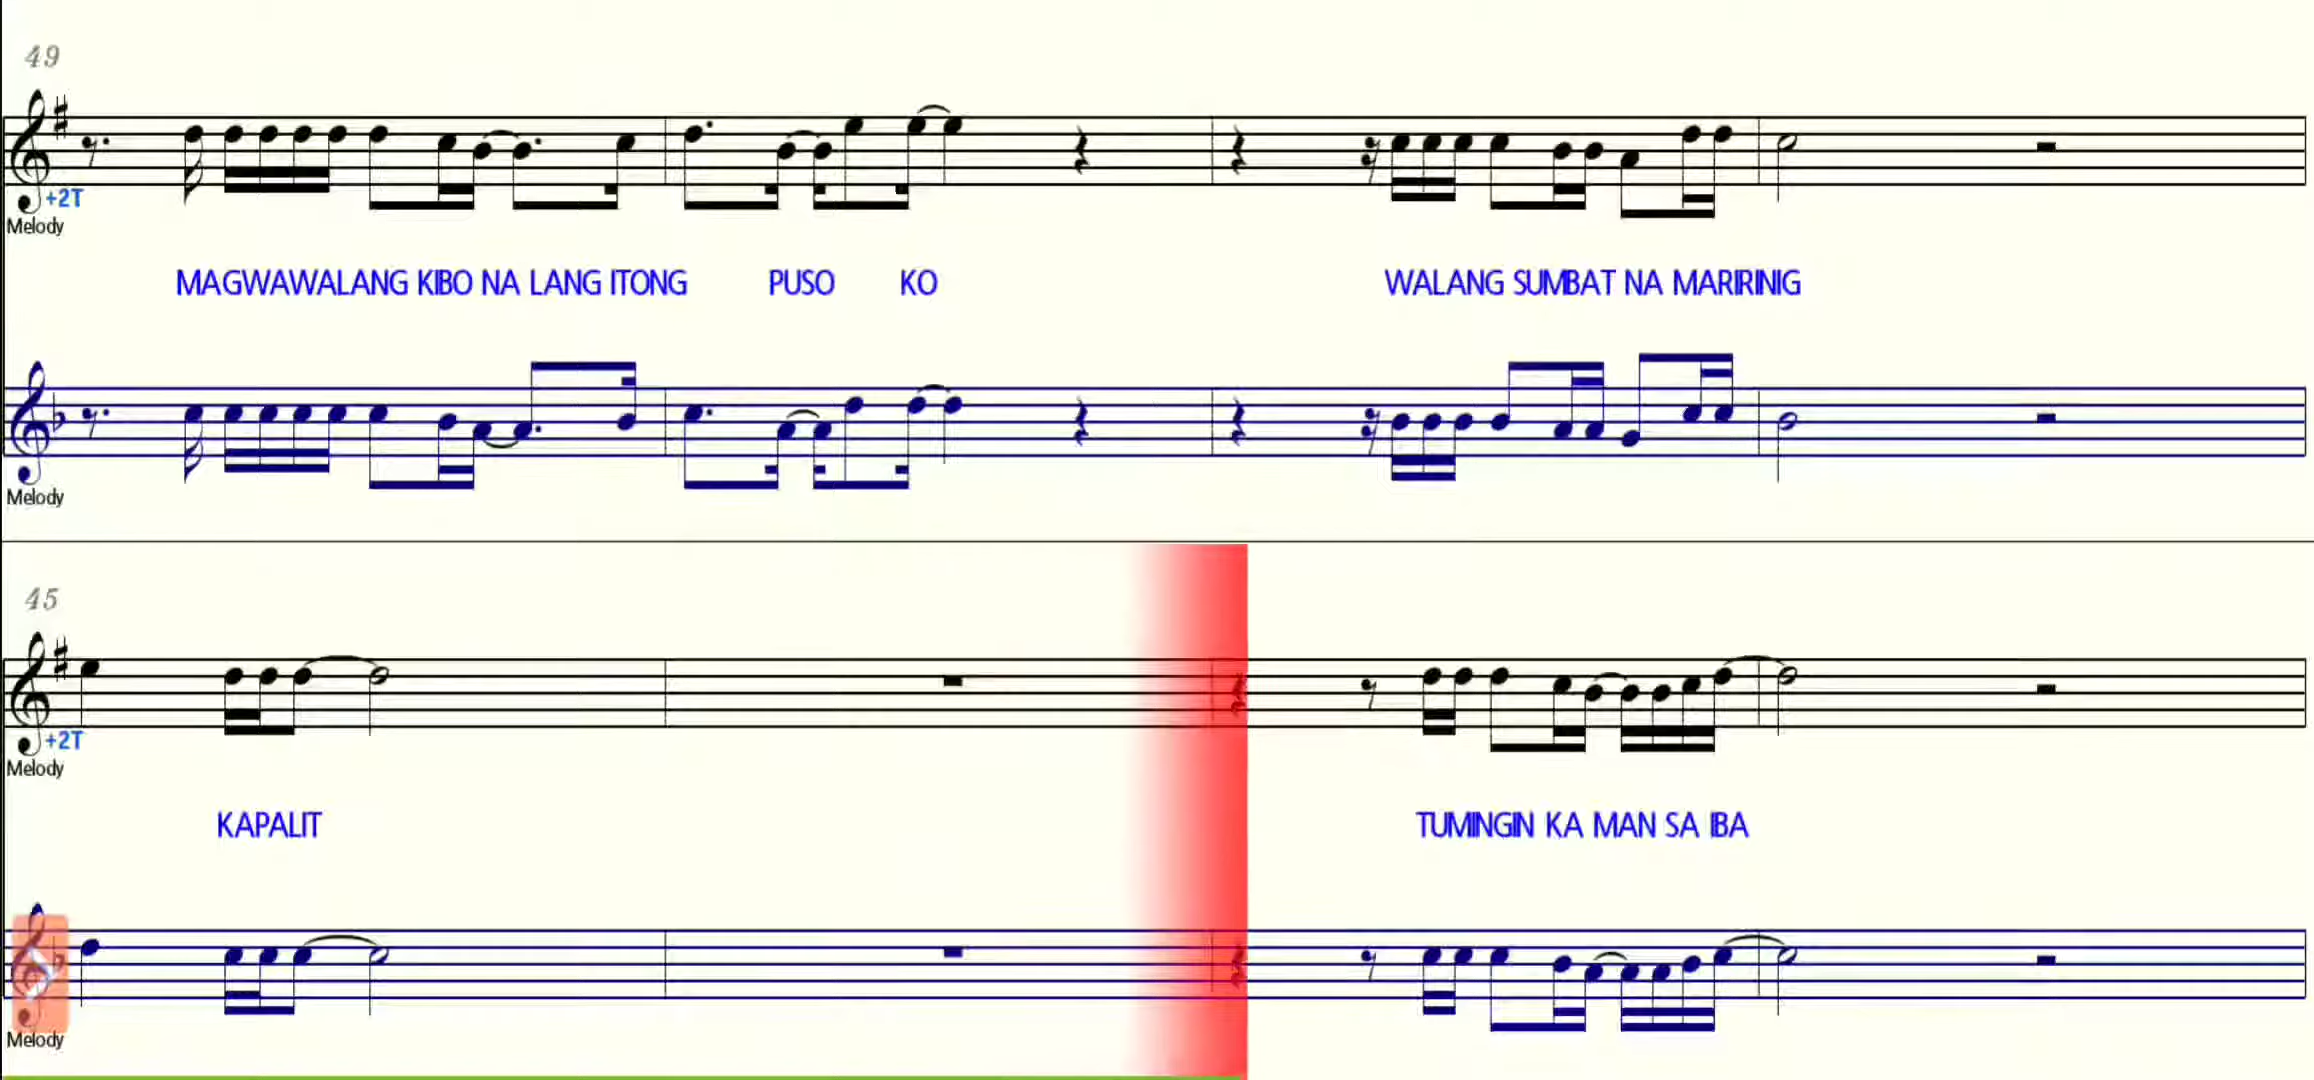 49
+2T
Melody
MAGWAWALANG KIBO NA LANG ITONG PUSO KO WALANG SUMBAT NA MARIRINIG
Melody
45
+2T
Melody
KAPALIT TUMINGIN KA MAN SA IBA
Melody